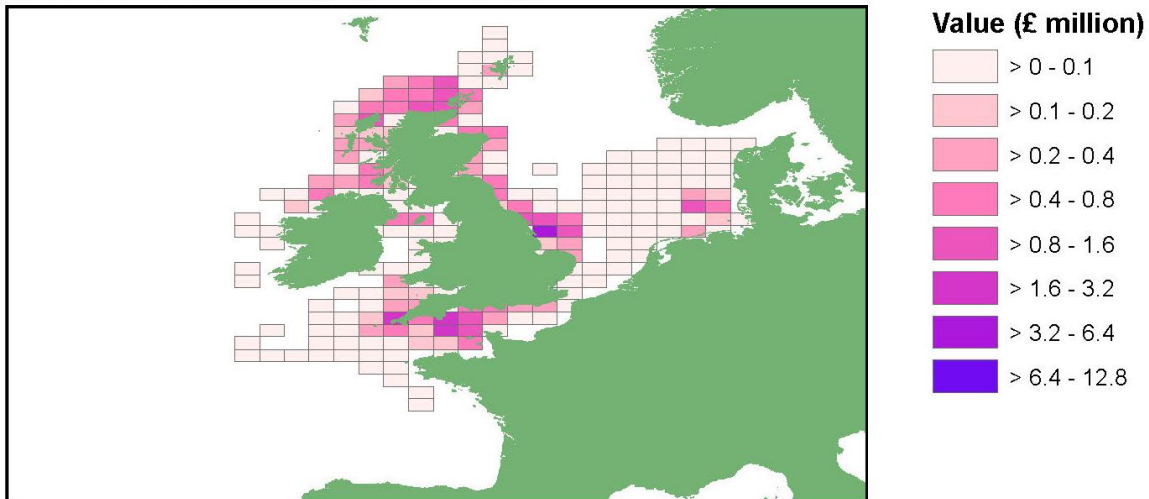 Value (£ million)
> 0 - 0.1
> 0.1 - 0.2
> 0.2 - 0.4
> 0.4 - 0.8
> 0.8 - 1.6
> 1.6 - 3.2
> 3.2 - 6.4
> 6.4 - 12.8